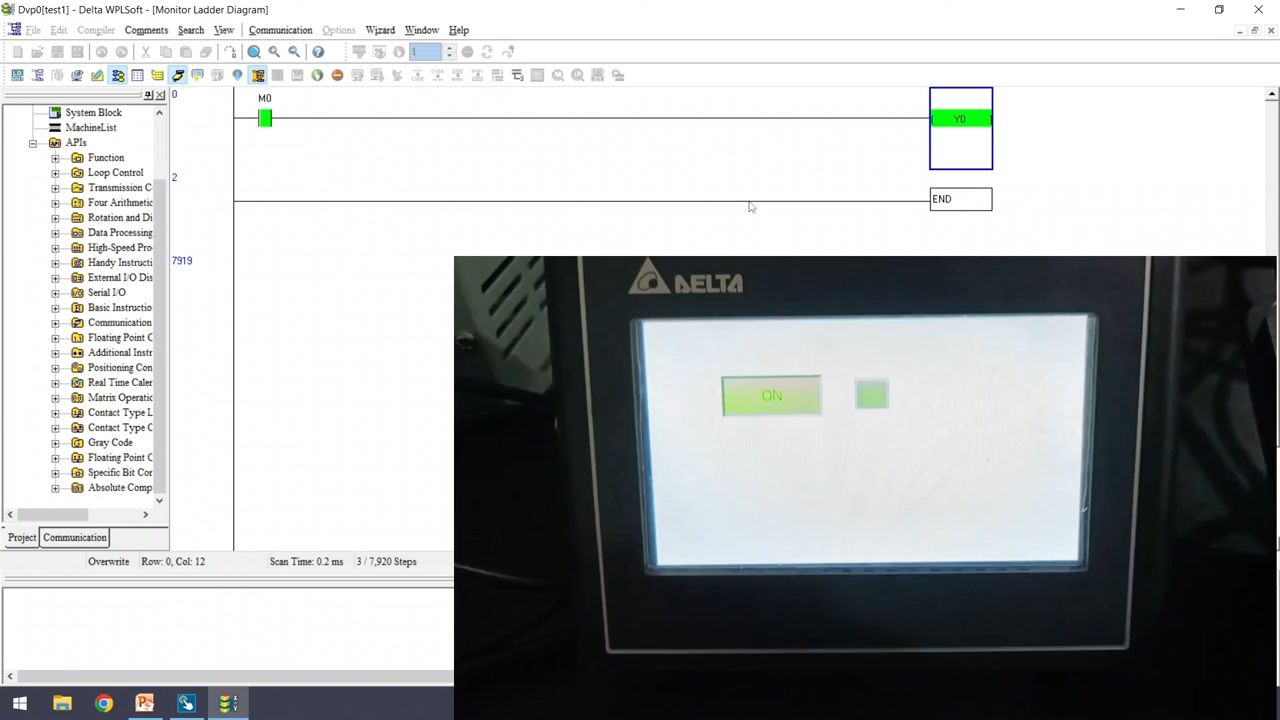 Dvp0[test1] - Delta WPLSoft - [Monitor Ladder Diagram]
File Edit Compiler Comments Search View Communication Options Wizard Window Help
1
System Block
MachineList
APIs
Function
Loop Control
Transmission C
Four Arithmetic
Rotation and Di
Data Processing
High-Speed Pro
Handy Instructi
External I/O Dis
Serial I/O
Basic Instructio
Communication
Floating Point C
Additional Instr
Positioning Con
Real Time Caler
Matrix Operatic
Contact Type L
Contact Type C
Gray Code
Floating Point C
Specific Bit Cor
Absolute Comp
Project Communication
0
M0
Y0
2
END
7919
Overwrite Row: 0, Col: 12 Scan Time: 0.2 ms 3 / 7,920 Steps
DELTA
ON